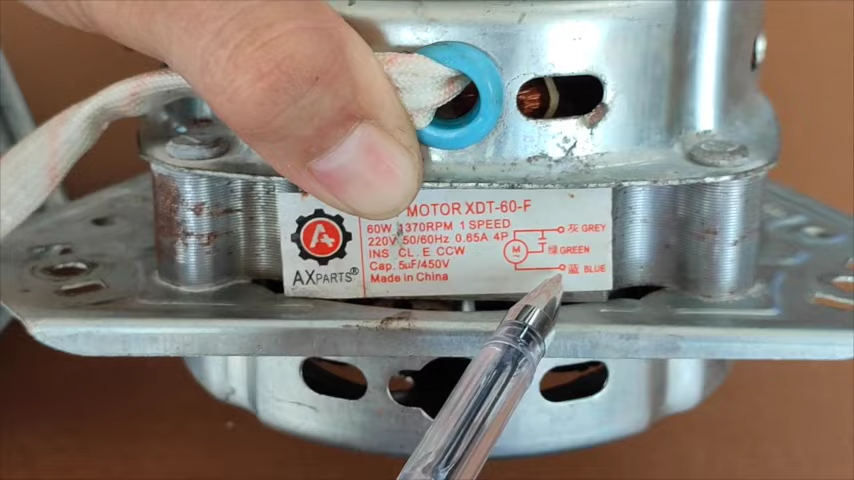 MOTOR XDT-60-F
60W 1370RPM 1 SPEED
220V 50/60Hz 0.65A 4P
INS CL. E CCW
Cap. 5uF/450V
Made in China
A+
AXPARTS®
灰 GREY
M
绿 GREEN
蓝 BLUE